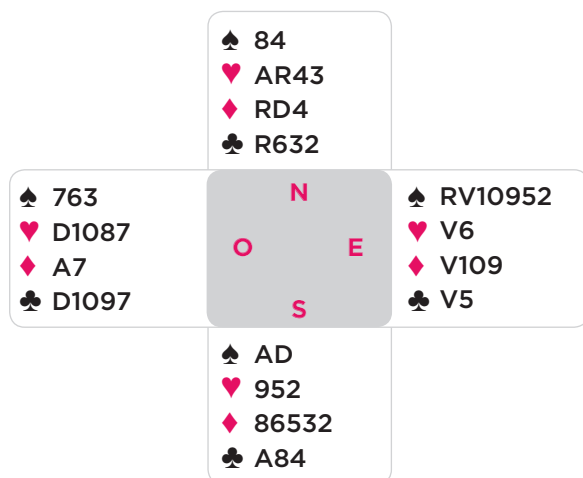 ♠ 84
♥ AR43
♦ RD4
♣ R632
♠ 763
♥ D1087
♦ A7
♣ D1097
N
O E
S
♠ RV10952
♥ V6
♦ V109
♣ V5
♠ AD
♥ 952
♦ 86532
♣ A84